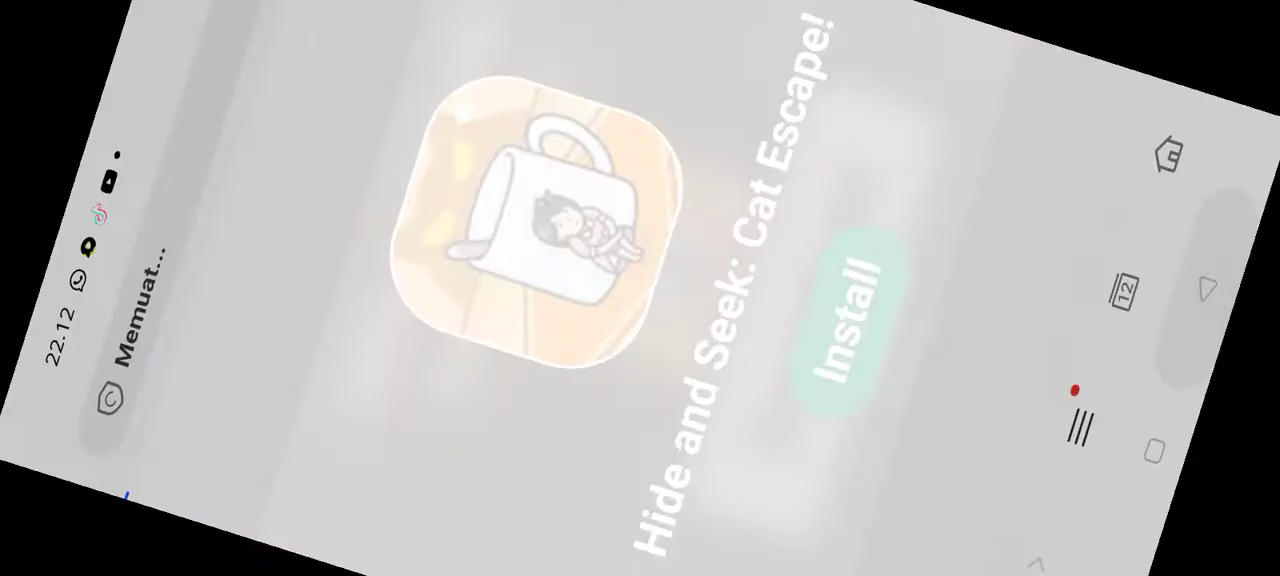 22.12
Memuat...
Hide and Seek: Cat Escape!
Install
12